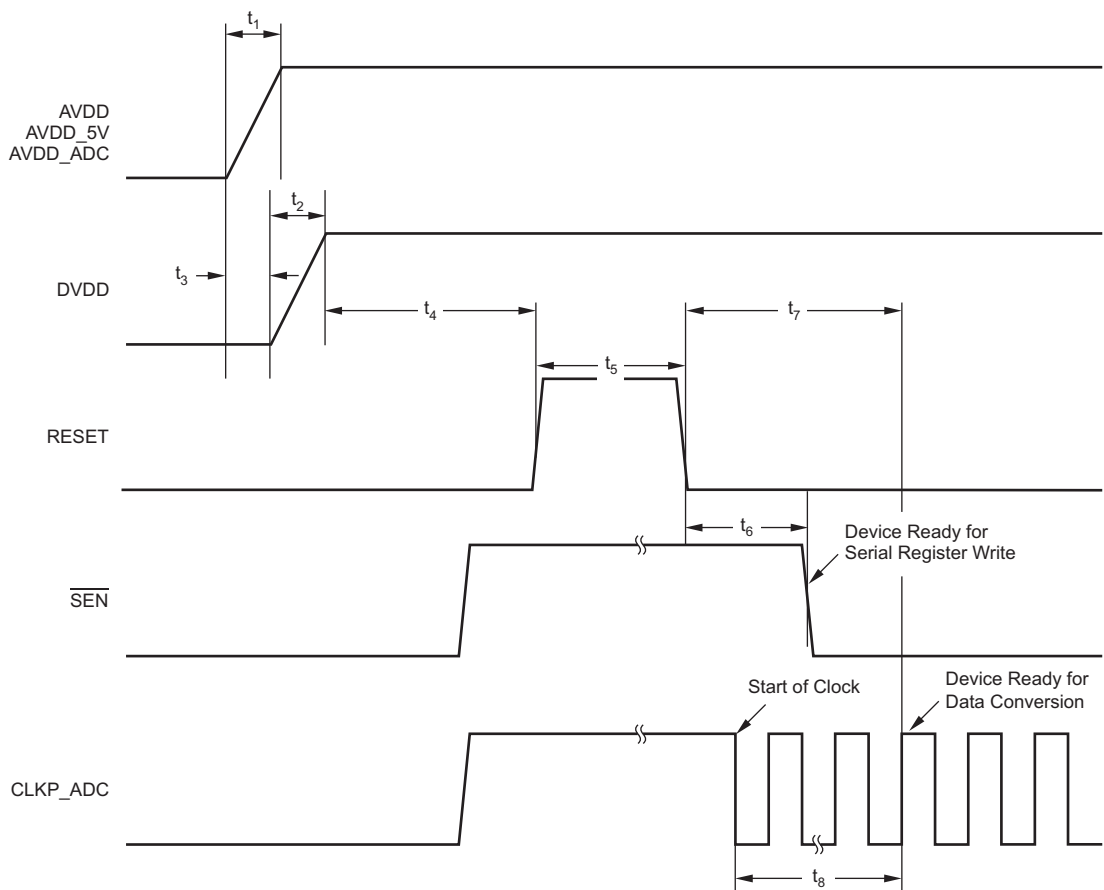 t1
AVDD
AVDD_5V
AVDD_ADC
t2
t3
DVDD
t4
t7
t5
RESET
t6
Device Ready for
Serial Register Write
SEN
Start of Clock
Device Ready for
Data Conversion
CLKP_ADC
t8